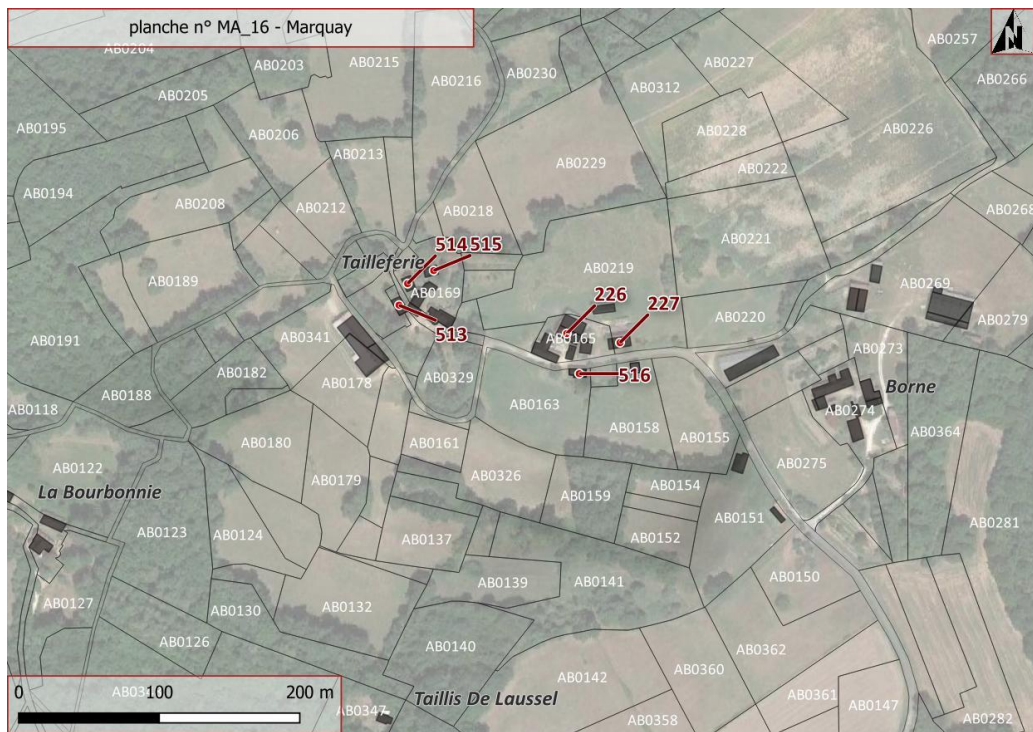 planche n° MA_16 - Marquay
N
AB0204
AB0203
AB0215
AB0216
AB0230
AB0227
AB0257
AB0266
AB0205
AB0312
AB0195
AB0206
AB0228
AB0226
AB0213
AB0229
AB0222
AB0194
AB0208
AB0212
AB0218
AB0268
AB0221
514 515
Tailleferie
AB0219
AB0189
AB0269
AB0169
226
227
AB0279
513
AB0220
AB0191
AB0341
AB0165
AB0273
AB0182
AB0178
AB0329
516
Borne
AB0118
AB0188
AB0163
AB0274
AB0364
AB0180
AB0161
AB0158
AB0155
AB0122
AB0179
AB0326
AB0275
La Bourbonnie
AB0159
AB0154
AB0151
AB0281
AB0123
AB0124
AB0137
AB0152
AB0139
AB0141
AB0150
AB0127
AB0130
AB0132
AB0126
AB0140
AB0362
AB0142
AB0360
0 100 200 m
AB0347
Taillis De Laussel
AB0361
AB0147
AB0358
AB0282